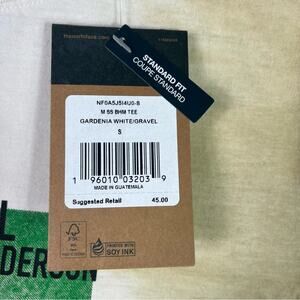 thenorthface.com
STANDARD FIT
COUPE STANDARD
NF0A5J5I4U0-S
M SS BHM TEE
GARDENIA WHITE/GRAVEL
S
1 96010 03203 9
MADE IN GUATEMALA
Suggested Retail 45.00
FSC
PRINTED WITH
SOY INK
L
DERSON